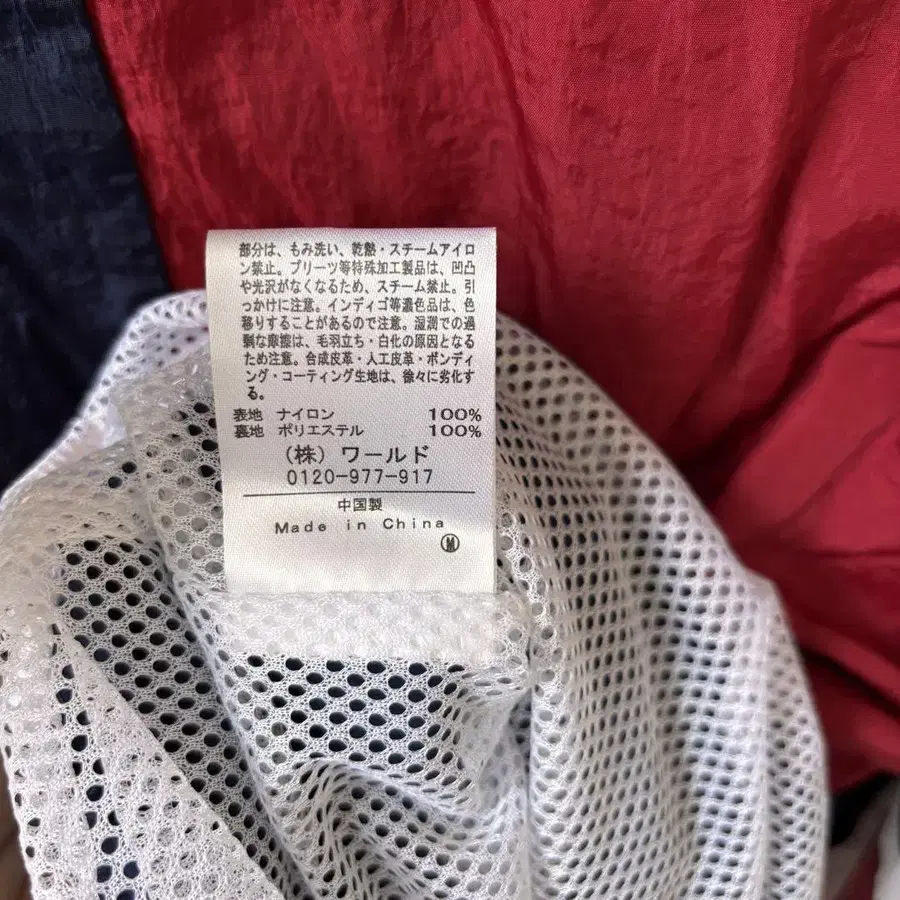 部分は、もみ洗い、乾熱・スチームアイロ
ン禁止。プリーツ等特殊加工製品は、凹凸
や光沢がなくなるため、スチーム禁止。引
っかけに注意。インディゴ等濃色品は、色
移りすることがあるので注意。湿潤での過
剰な摩擦は、毛羽立ち・白化の原因となる
ため注意。合成皮革・人工皮革・ボンディ
ング・コーティング生地は、徐々に劣化す
る。
表地 ナイロン 100%
裏地 ポリエステル 100%
(株) ワールド
0120-977-917
中国製
Made in China